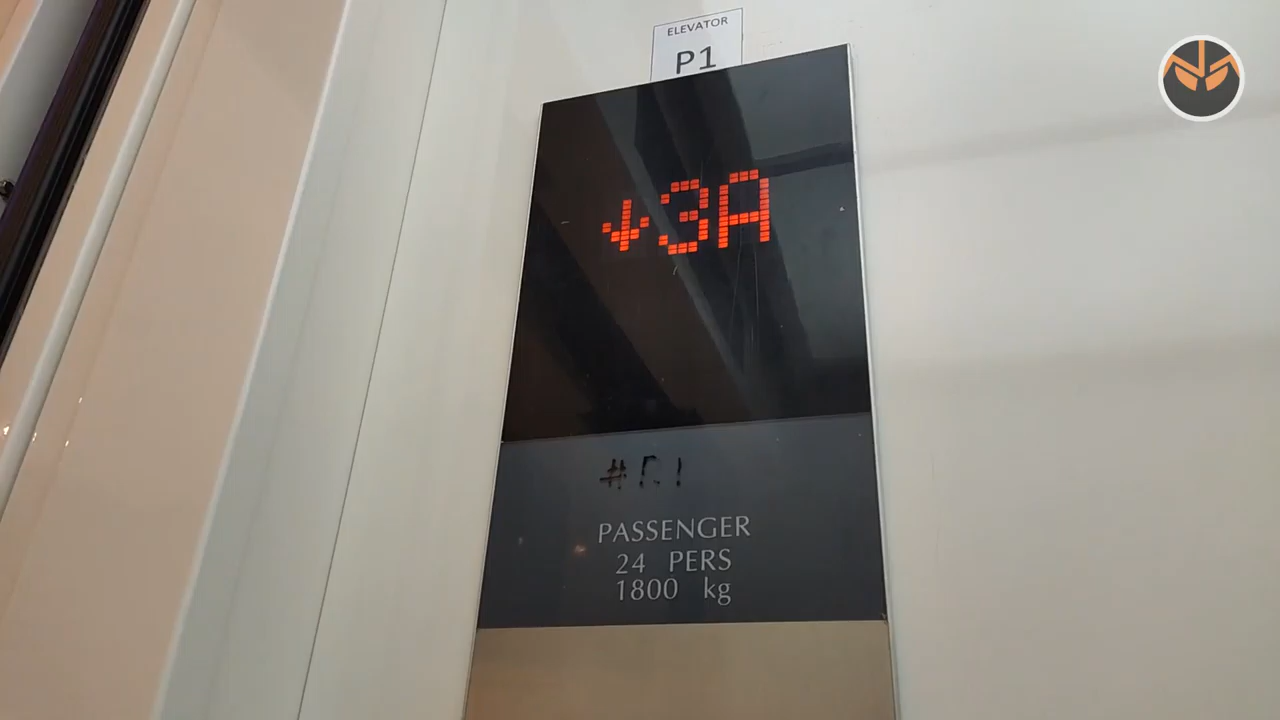 ELEVATOR
P1
↓3A
PASSENGER
24 PERS
1800 kg